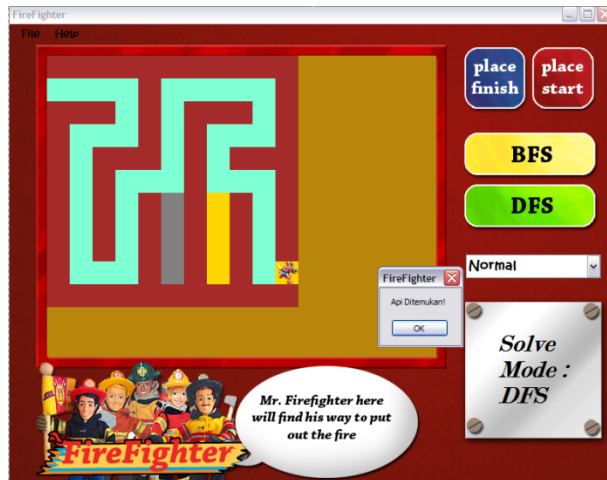 FireFighter
File Help
place
finish
place
start
BFS
DFS
Normal
FireFighter
Api Ditemukan!
OK
Solve
Mode :
DFS
Mr. Firefighter here
will find his way to put
out the fire
FireFighter